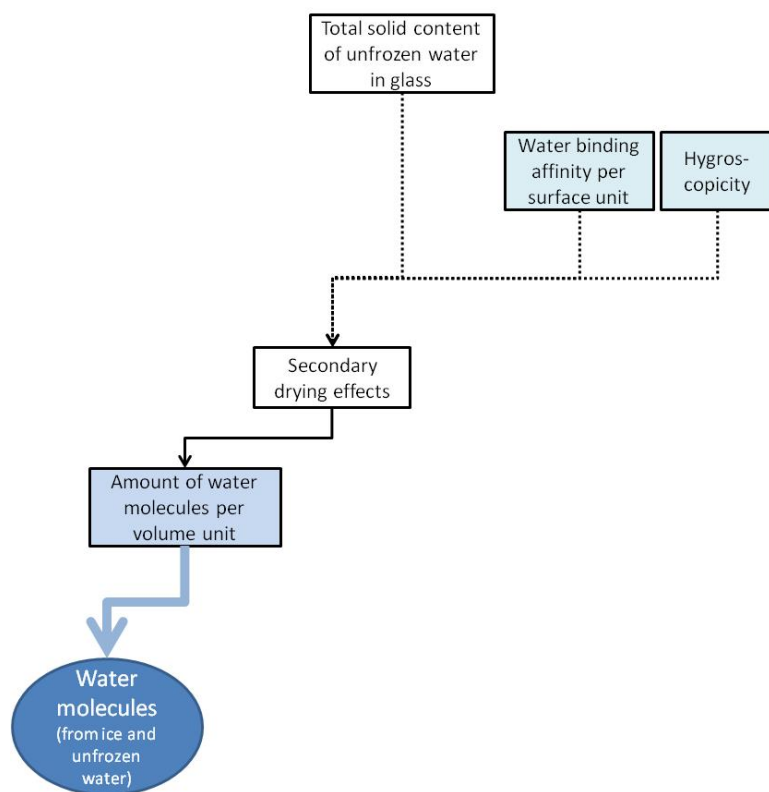 Total solid content
of unfrozen water
in glass
Water binding
affinity per
surface unit
Hygros-
copicity
Secondary
drying effects
Amount of water
molecules per
volume unit
Water
molecules
(from ice and
unfrozen
water)